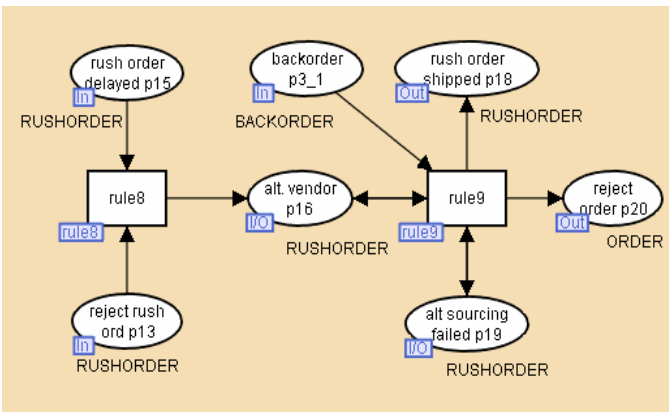 rush order
delayed p15
In
RUSHORDER
backorder
p3_1
In
BACKORDER
rush order
shipped p18
Out
RUSHORDER
rule8
rule8
alt. vendor
p16
I/O
RUSHORDER
rule9
rule9
reject
order p20
Out
ORDER
reject rush
ord p13
In
RUSHORDER
alt sourcing
failed p19
I/O
RUSHORDER